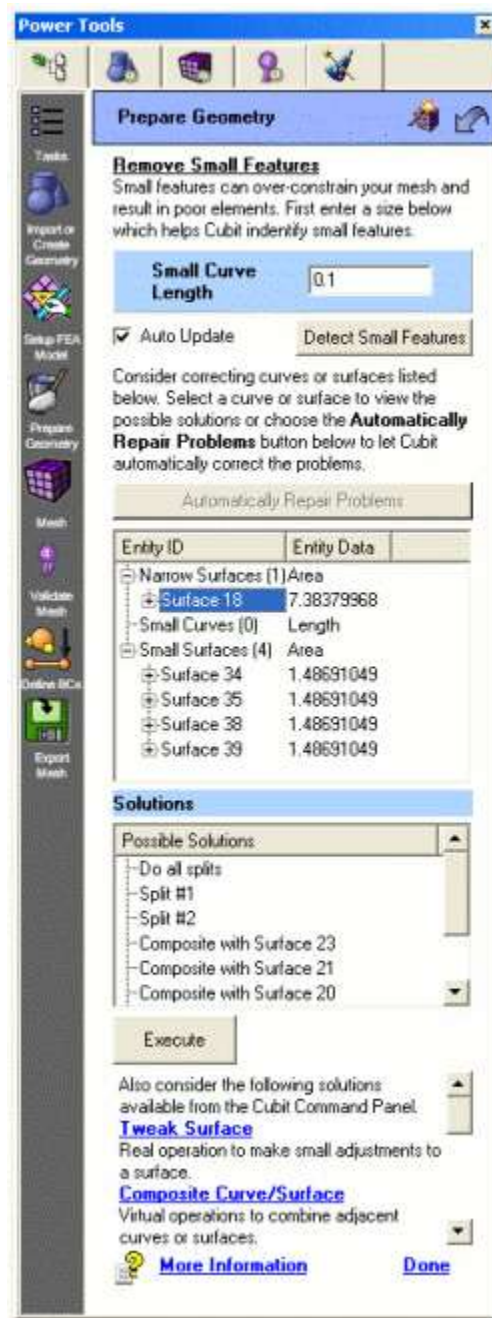 Power Tools
Prepare Geometry
Tasks
Import or
Create
Geometry
Setup FEA
Model
Prepare
Geometry
Mesh
Validate
Mesh
Define BCs
Export
Mesh
Remove Small Features
Small features can over-constrain your mesh and
result in poor elements. First enter a size below
which helps Cubit indentify small features.
Small Curve
Length
0.1
Auto Update
Detect Small Features
Consider correcting curves or surfaces listed
below. Select a curve or surface to view the
possible solutions or choose the Automatically
Repair Problems button below to let Cubit
automatically correct the problems.
Automatically Repair Problems
Entity ID Entity Data
Narrow Surfaces (1) Area
Surface 18 7.38379968
Small Curves (0) Length
Small Surfaces (4) Area
Surface 34 1.48691049
Surface 35 1.48691049
Surface 38 1.48691049
Surface 39 1.48691049
Solutions
Possible Solutions
Do all splits
Split #1
Split #2
Composite with Surface 23
Composite with Surface 21
Composite with Surface 20
Execute
Also consider the following solutions
available from the Cubit Command Panel.
Tweak Surface
Real operation to make small adjustments to
a surface.
Composite Curve/Surface
Virtual operations to combine adjacent
curves or surfaces.
More Information Done